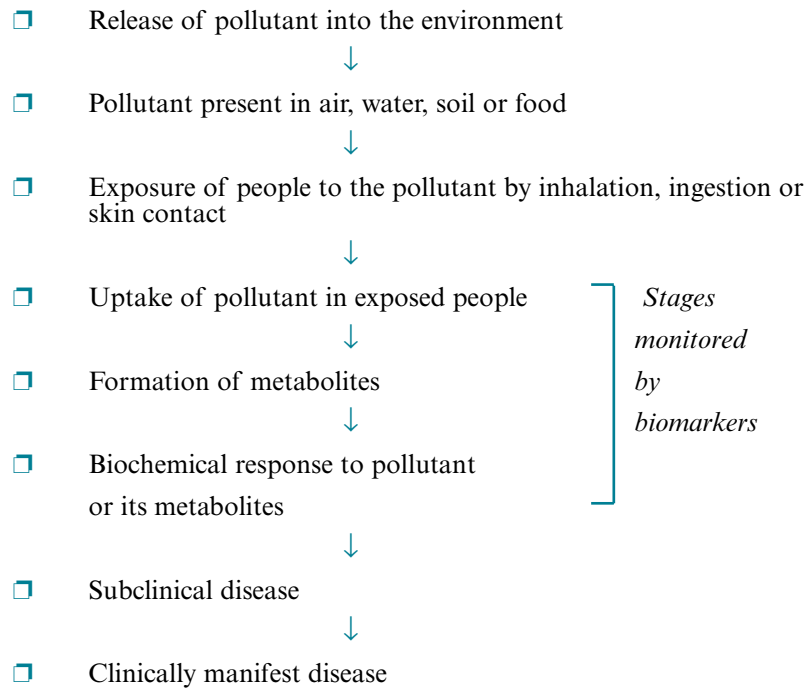 Release of pollutant into the environment
↓
Pollutant present in air, water, soil or food
↓
Exposure of people to the pollutant by inhalation, ingestion or
skin contact
↓
Uptake of pollutant in exposed people
↓
Formation of metabolites
↓
Biochemical response to pollutant
or its metabolites
↓
Subclinical disease
↓
Clinically manifest disease
Stages
monitored
by
biomarkers